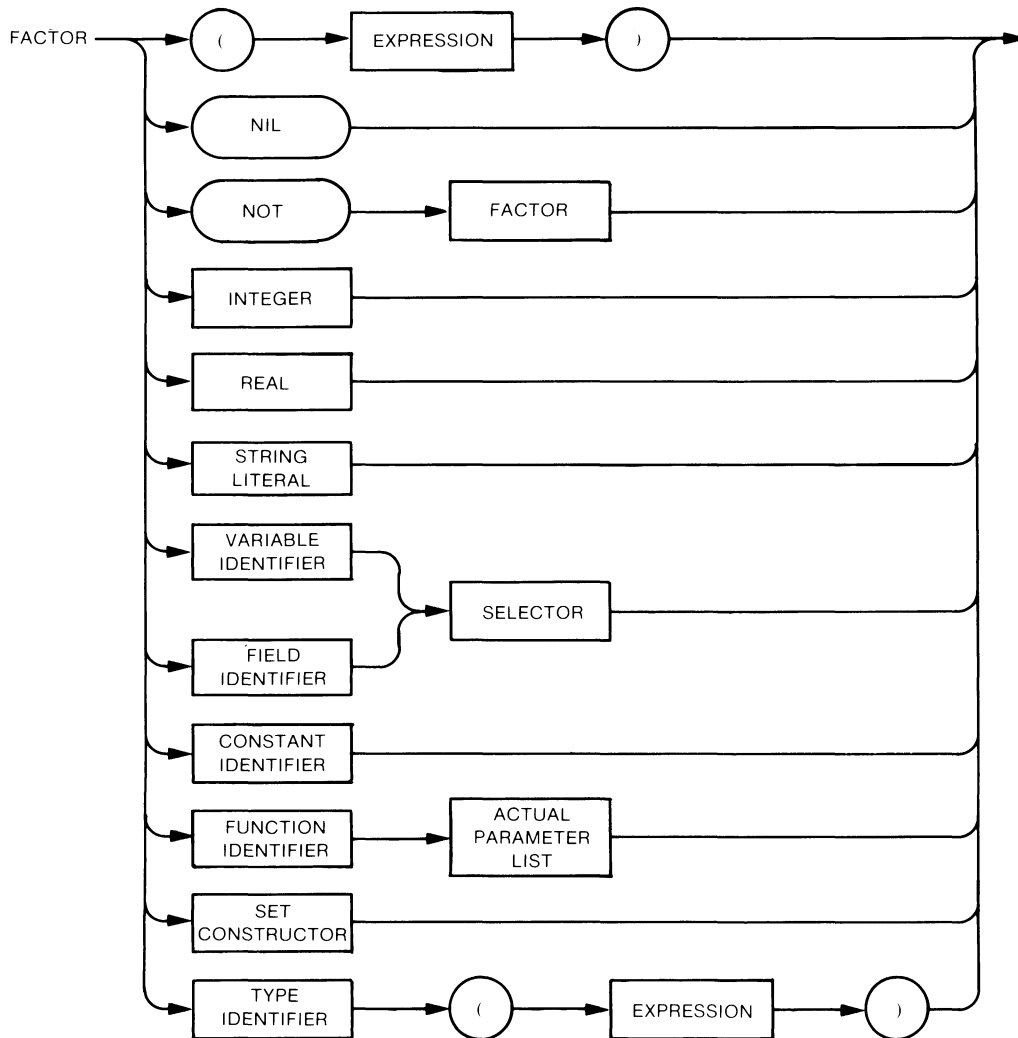 FACTOR
( EXPRESSION )
NIL
NOT FACTOR
INTEGER
REAL
STRING
LITERAL
VARIABLE
IDENTIFIER
SELECTOR
FIELD
IDENTIFIER
CONSTANT
IDENTIFIER
FUNCTION
IDENTIFIER
ACTUAL
PARAMETER
LIST
SET
CONSTRUCTOR
TYPE
IDENTIFIER
( EXPRESSION )